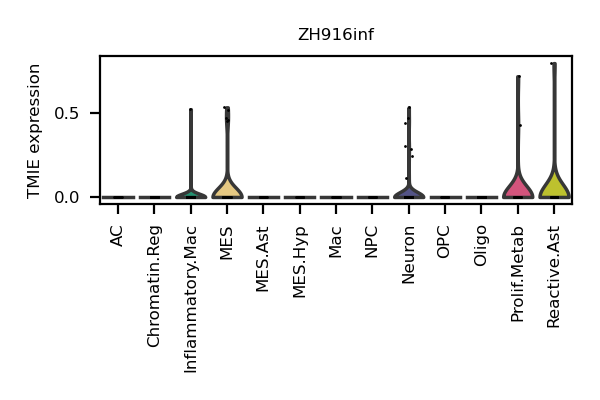 ZH916inf
TMIE expression
0.5
0.0
AC
Chromatin.Reg
Inflammatory.Mac
MES
MES.Ast
MES.Hyp
Mac
NPC
Neuron
OPC
Oligo
Prolif.Metab
Reactive.Ast